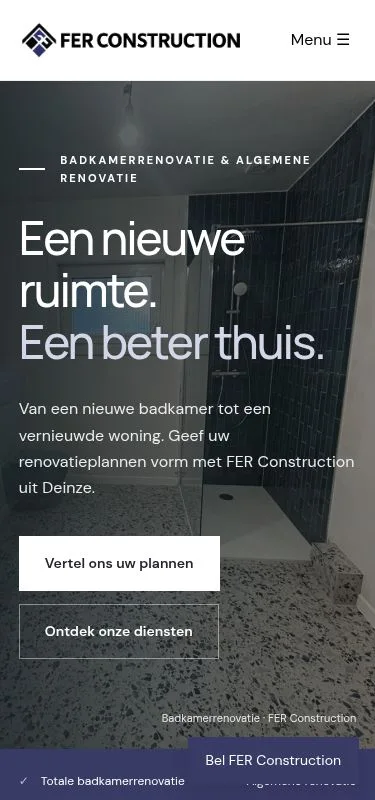 FER CONSTRUCTION
Menu ☰
BADKAMERRENOVATIE & ALGEMENE
RENOVATIE
Een nieuwe
ruimte.
Een beter thuis.
Van een nieuwe badkamer tot een
vernieuwde woning. Geef uw
renovatieplannen vorm met FER Construction
uit Deinze.
Vertel ons uw plannen
Ontdek onze diensten
Badkamerrenovatie · FER Construction
Bel FER Construction
✓ Totale badkamerrenovatie